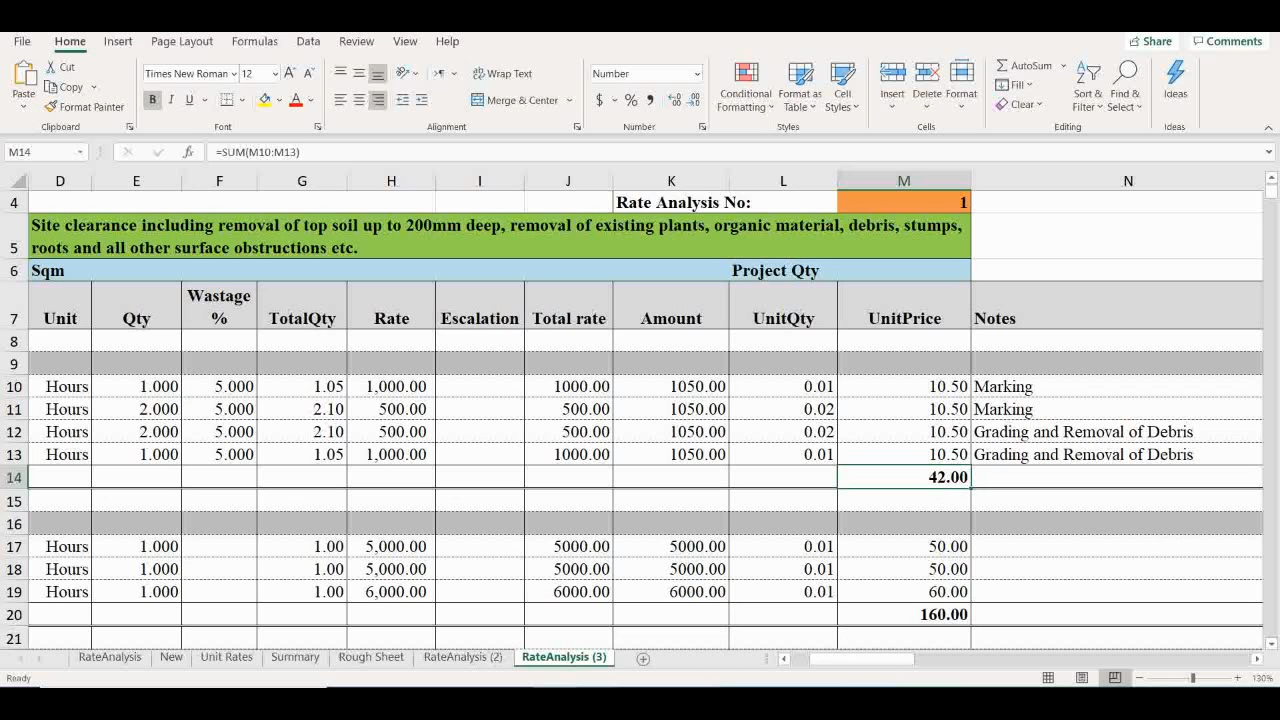 File Home Insert Page Layout Formulas Data Review View Help Share Comments
Cut
Copy
Format Painter
Paste
Clipboard
Times New Roman 12
B I U
Font
Wrap Text
Merge & Center
Alignment
Number
$ %
Number
Conditional Formatting
Format as Table
Cell Styles
Styles
Insert Delete Format
Cells
AutoSum
Fill
Clear
Sort & Filter
Find & Select
Editing
Ideas
Ideas
M14 fx =SUM(M10:M13)
D E F G H I J K L M N
4 Rate Analysis No: 1
5 Site clearance including removal of top soil up to 200mm deep, removal of existing plants, organic material, debris, stumps,
roots and all other surface obstructions etc.
6 Sqm Project Qty
7 Unit Qty Wastage % TotalQty Rate Escalation Total rate Amount UnitQty UnitPrice Notes
8
9
10 Hours 1.000 5.000 1.05 1,000.00 1000.00 1050.00 0.01 10.50 Marking
11 Hours 2.000 5.000 2.10 500.00 500.00 1050.00 0.02 10.50 Marking
12 Hours 2.000 5.000 2.10 500.00 500.00 1050.00 0.02 10.50 Grading and Removal of Debris
13 Hours 1.000 5.000 1.05 1,000.00 1000.00 1050.00 0.01 10.50 Grading and Removal of Debris
14 42.00
15
16
17 Hours 1.000 1.00 5,000.00 5000.00 5000.00 0.01 50.00
18 Hours 1.000 1.00 5,000.00 5000.00 5000.00 0.01 50.00
19 Hours 1.000 1.00 6,000.00 6000.00 6000.00 0.01 60.00
20 160.00
21
RateAnalysis New Unit Rates Summary Rough Sheet RateAnalysis (2) RateAnalysis (3)
Ready 130%